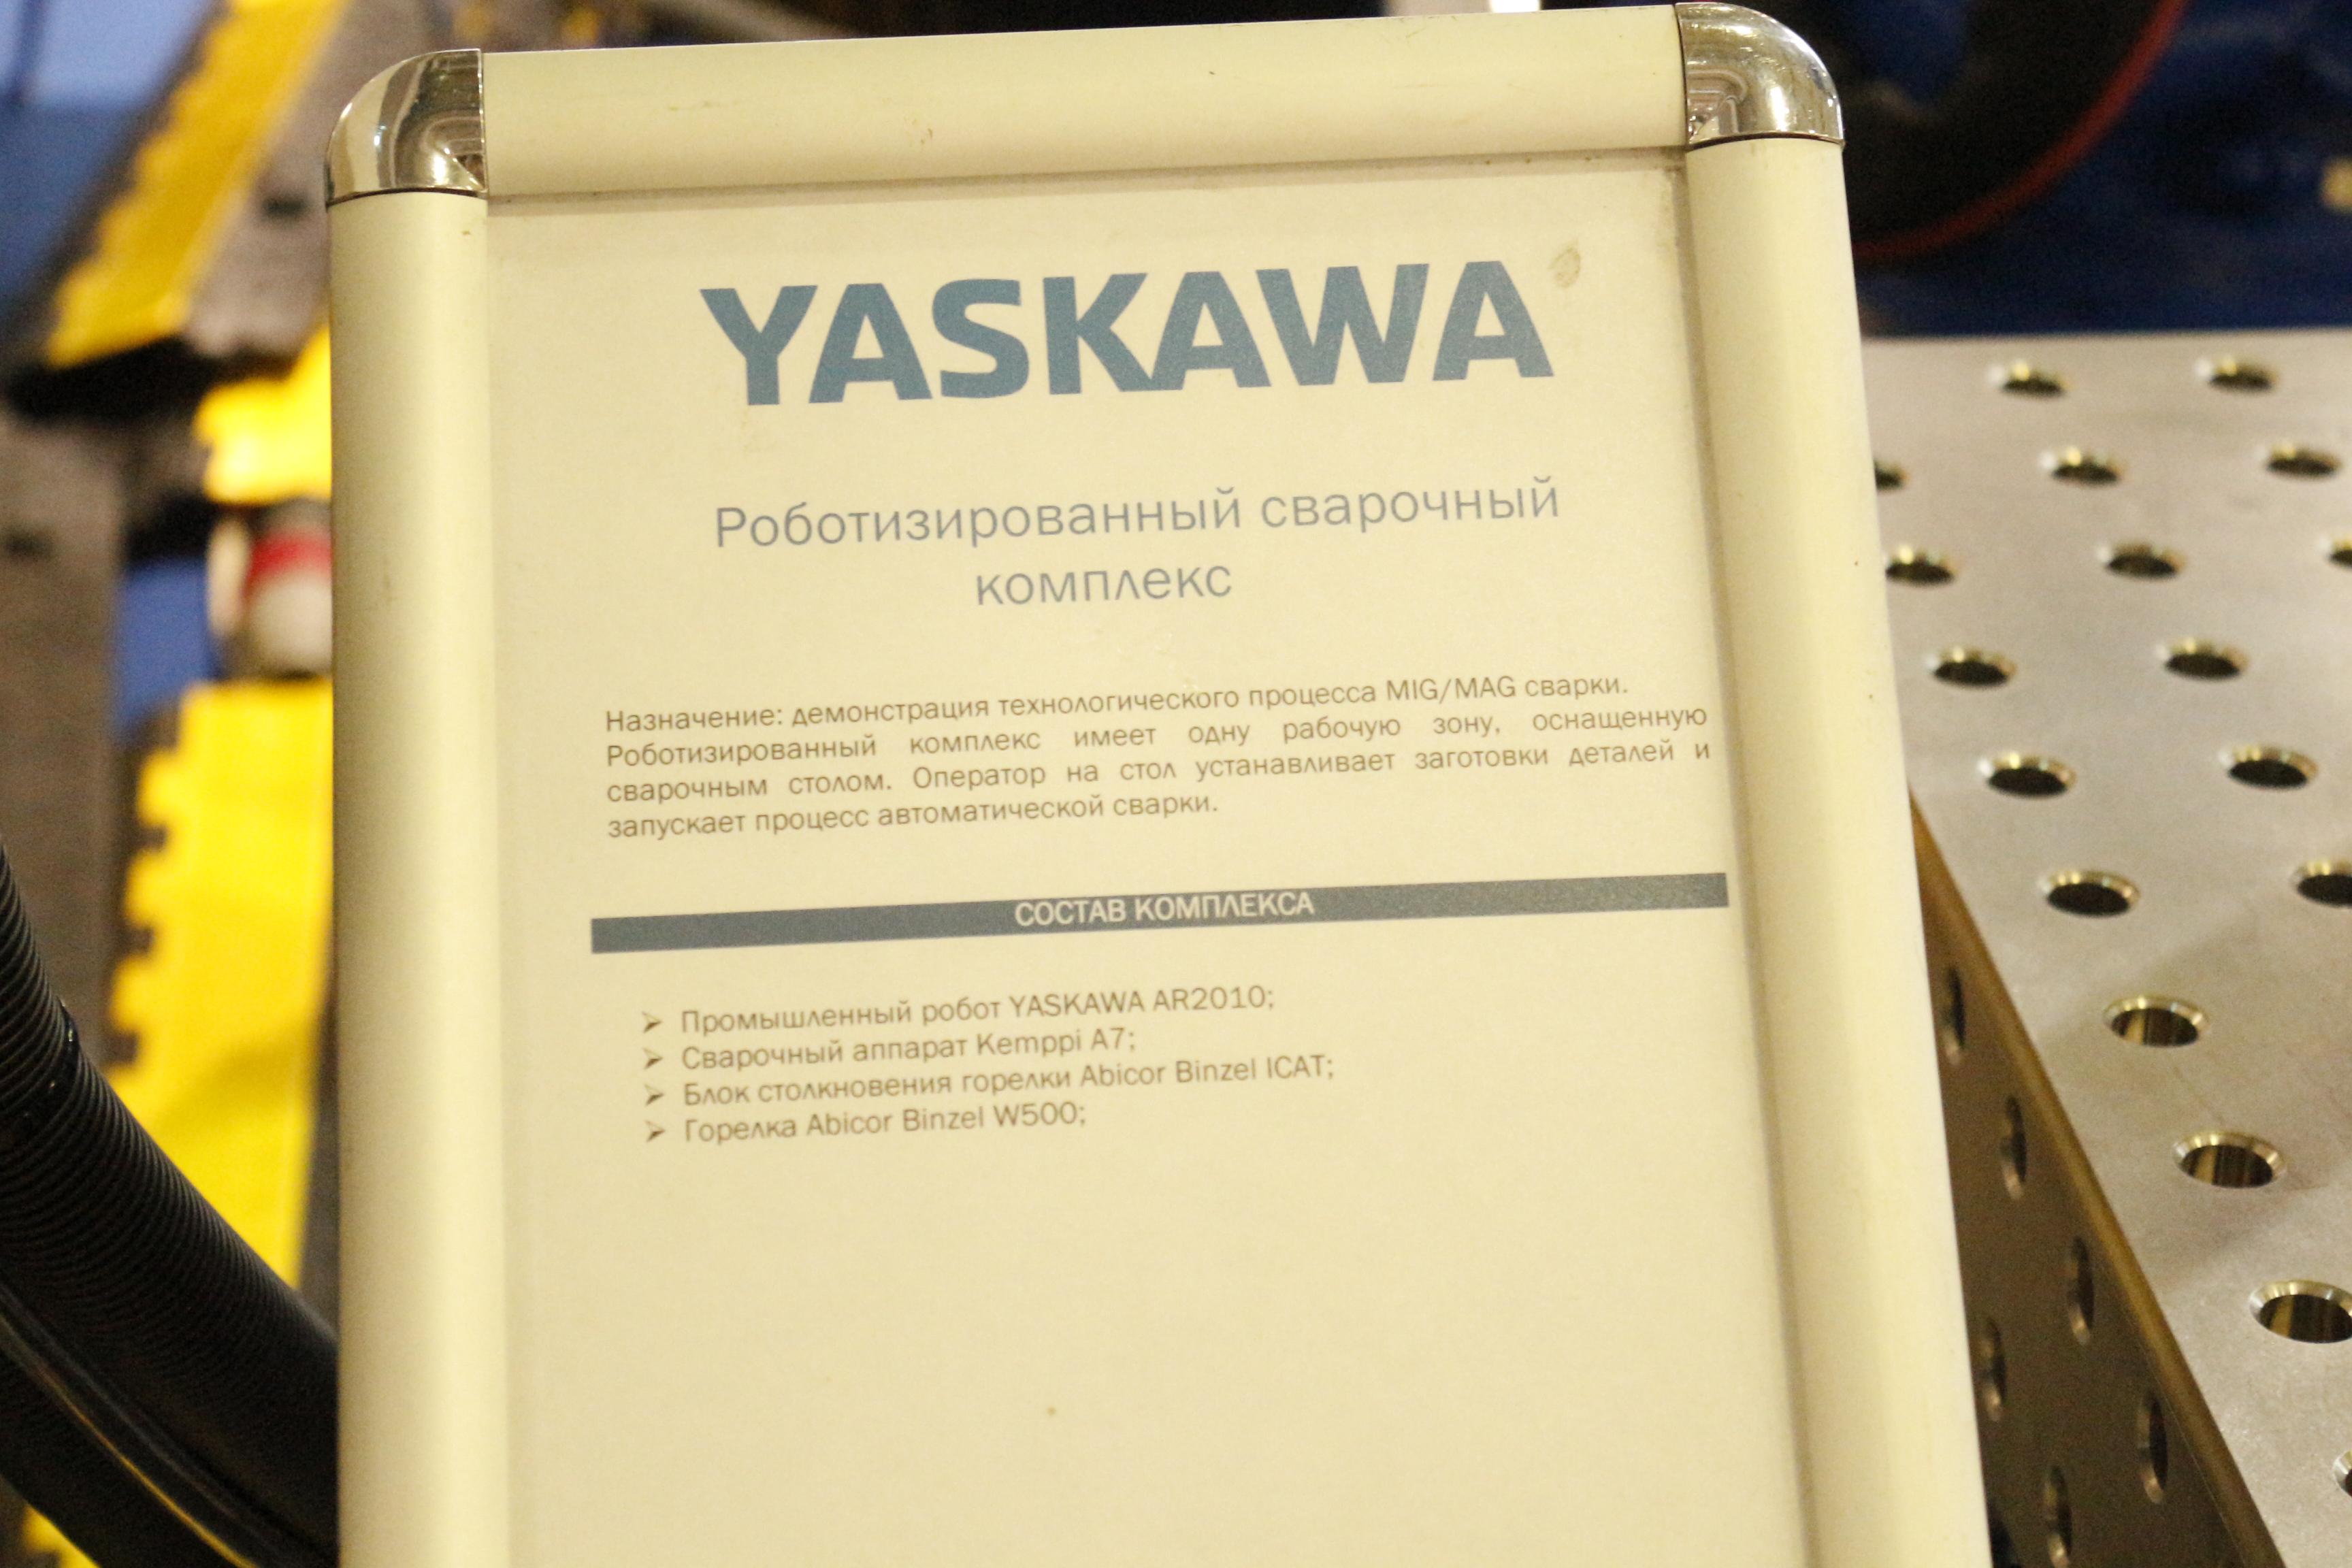 YASKAWA
Роботизированный сварочный
комплекс
Назначение: демонстрация технологического процесса MIG/MAG сварки.
Роботизированный комплекс имеет одну рабочую зону, оснащенную
сварочным столом. Оператор на стол устанавливает заготовки деталей и
запускает процесс автоматической сварки.
СОСТАВ КОМПЛЕКСА
➢ Промышленный робот YASKAWA AR2010;
➢ Сварочный аппарат Kemppi A7;
➢ Блок столкновения горелки Abicor Binzel ICAT;
➢ Горелка Abicor Binzel W500;